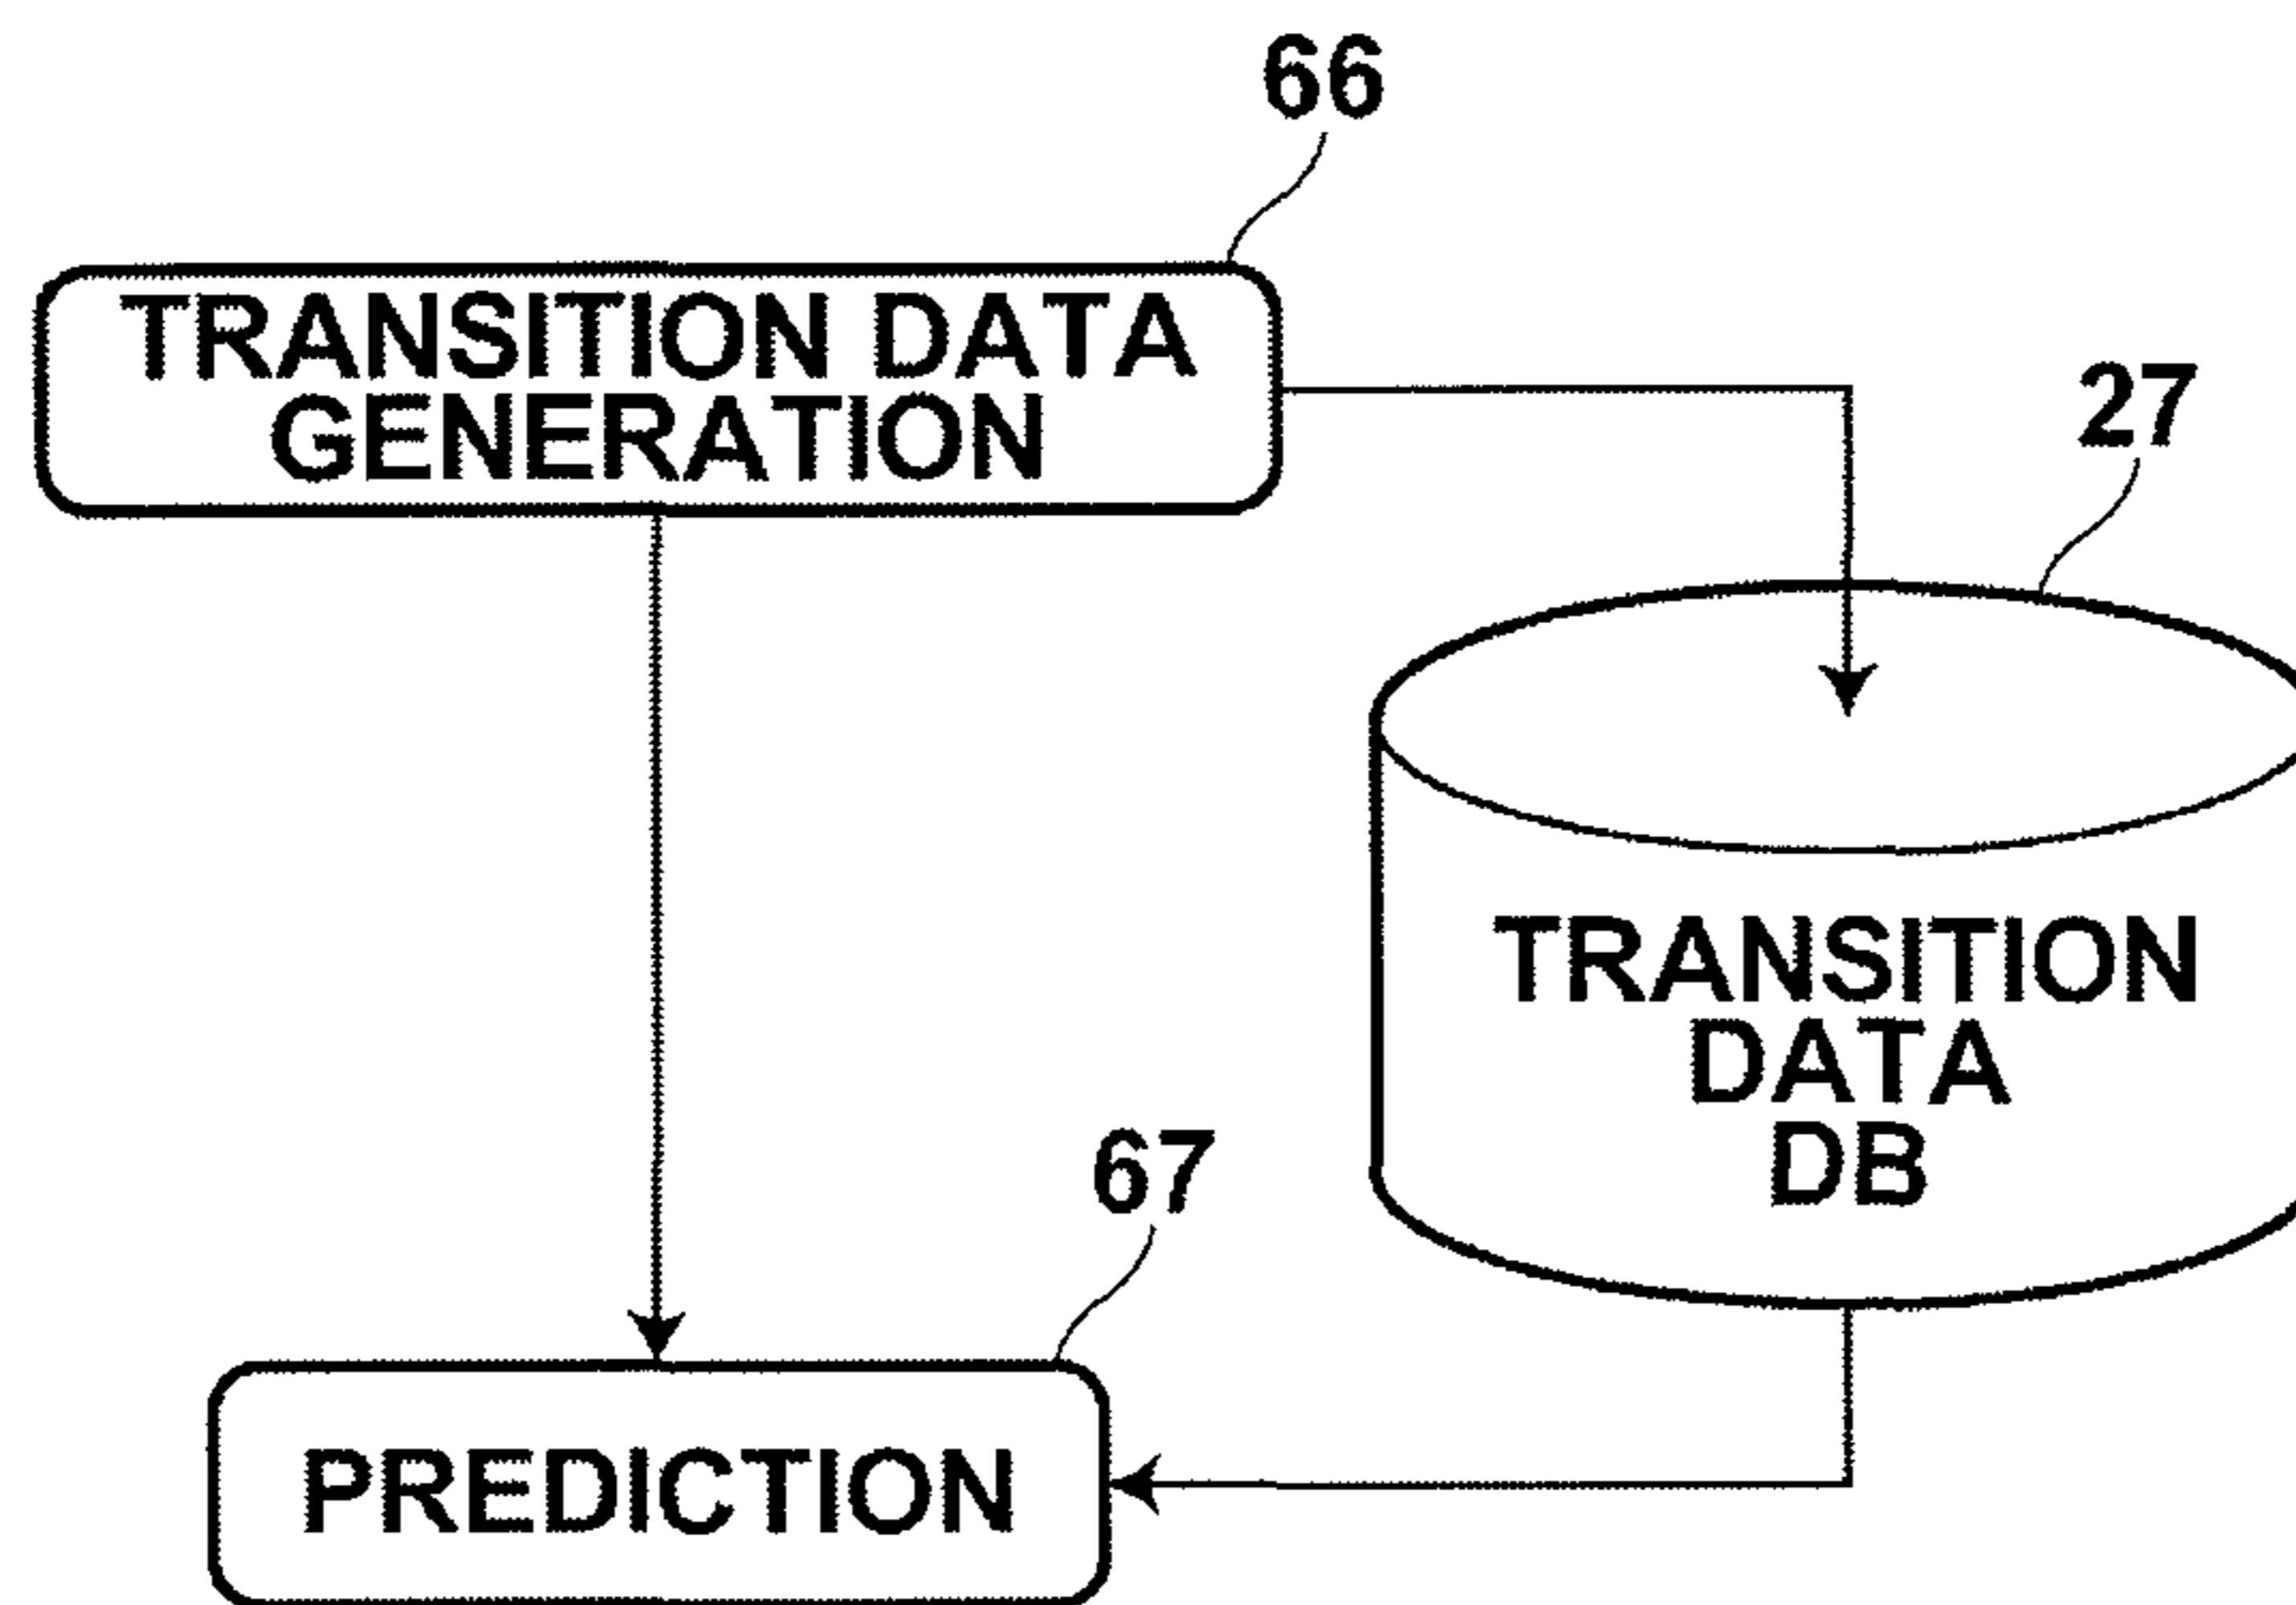 66
TRANSITION DATA
GENERATION
27
TRANSITION
DATA
DB
67
PREDICTION